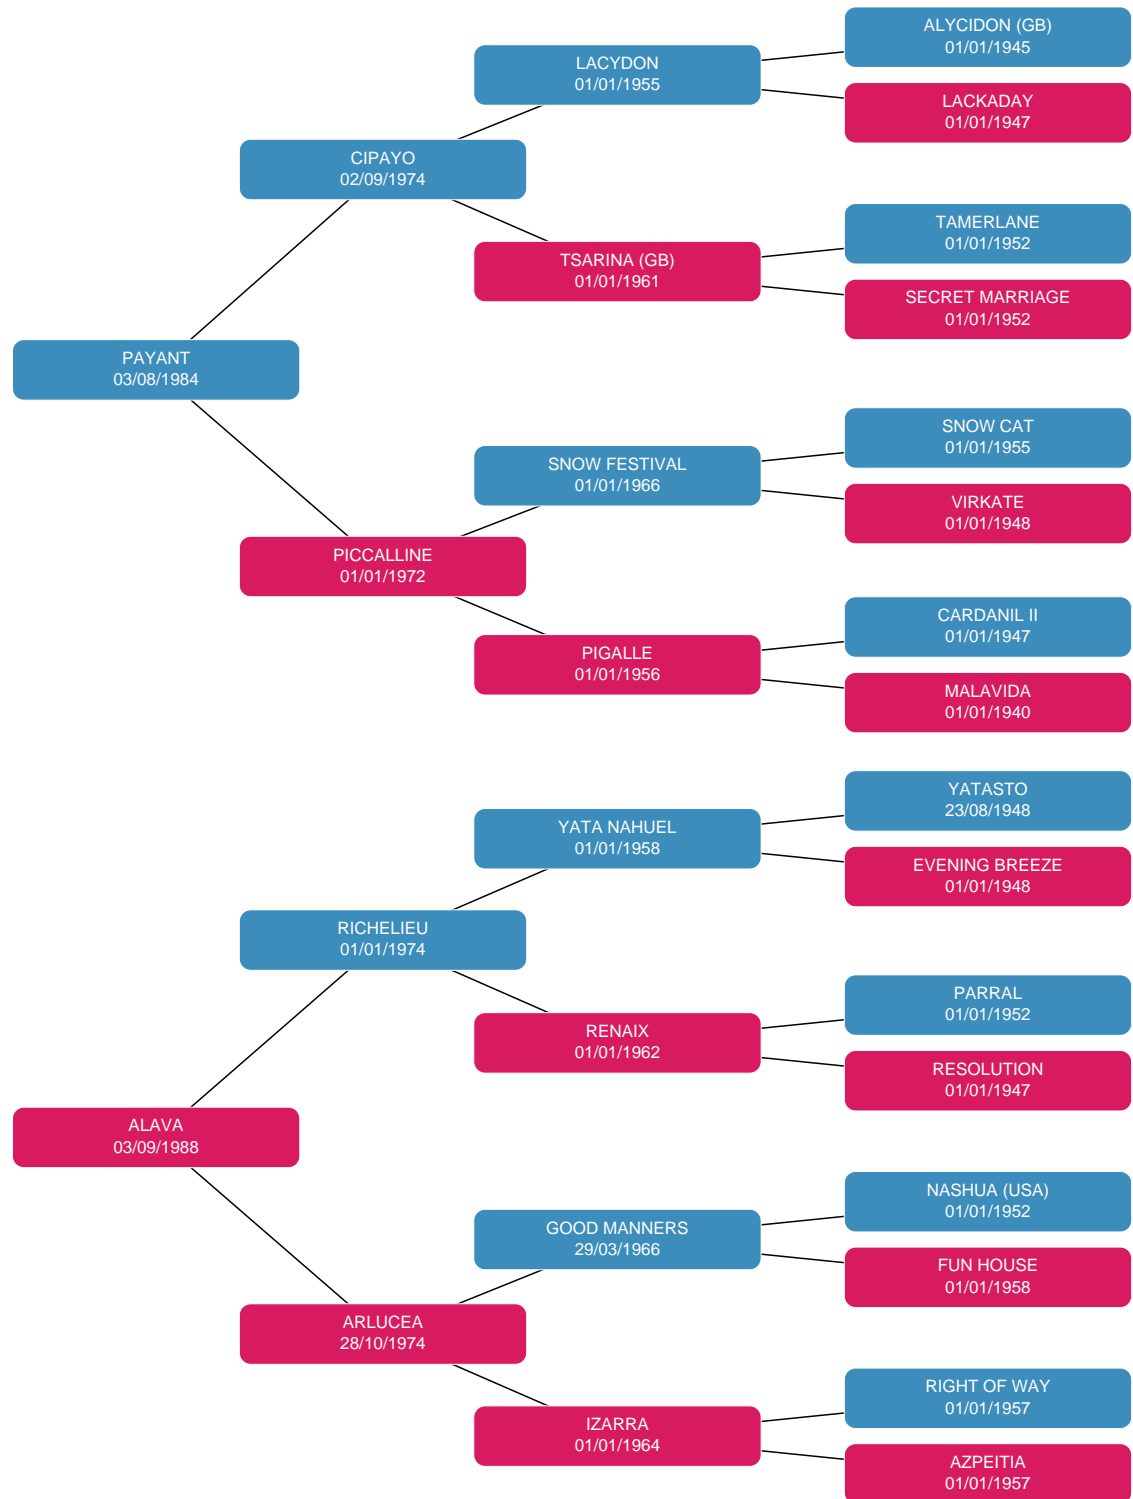 ALYCIDON (GB)
01/01/1945
LACYDON
01/01/1955
LACKADAY
01/01/1947
CIPAYO
02/09/1974
TAMERLANE
01/01/1952
TSARINA (GB)
01/01/1961
SECRET MARRIAGE
01/01/1952
PAYANT
03/08/1984
SNOW CAT
01/01/1955
SNOW FESTIVAL
01/01/1966
VIRKATE
01/01/1948
PICCALLINE
01/01/1972
CARDANIL II
01/01/1947
PIGALLE
01/01/1956
MALAVIDA
01/01/1940
YATASTO
23/08/1948
YATA NAHUEL
01/01/1958
EVENING BREEZE
01/01/1948
RICHELIEU
01/01/1974
PARRAL
01/01/1952
RENAIX
01/01/1962
RESOLUTION
01/01/1947
ALAVA
03/09/1988
NASHUA (USA)
01/01/1952
GOOD MANNERS
29/03/1966
FUN HOUSE
01/01/1958
ARLUCEA
28/10/1974
RIGHT OF WAY
01/01/1957
IZARRA
01/01/1964
AZPEITIA
01/01/1957